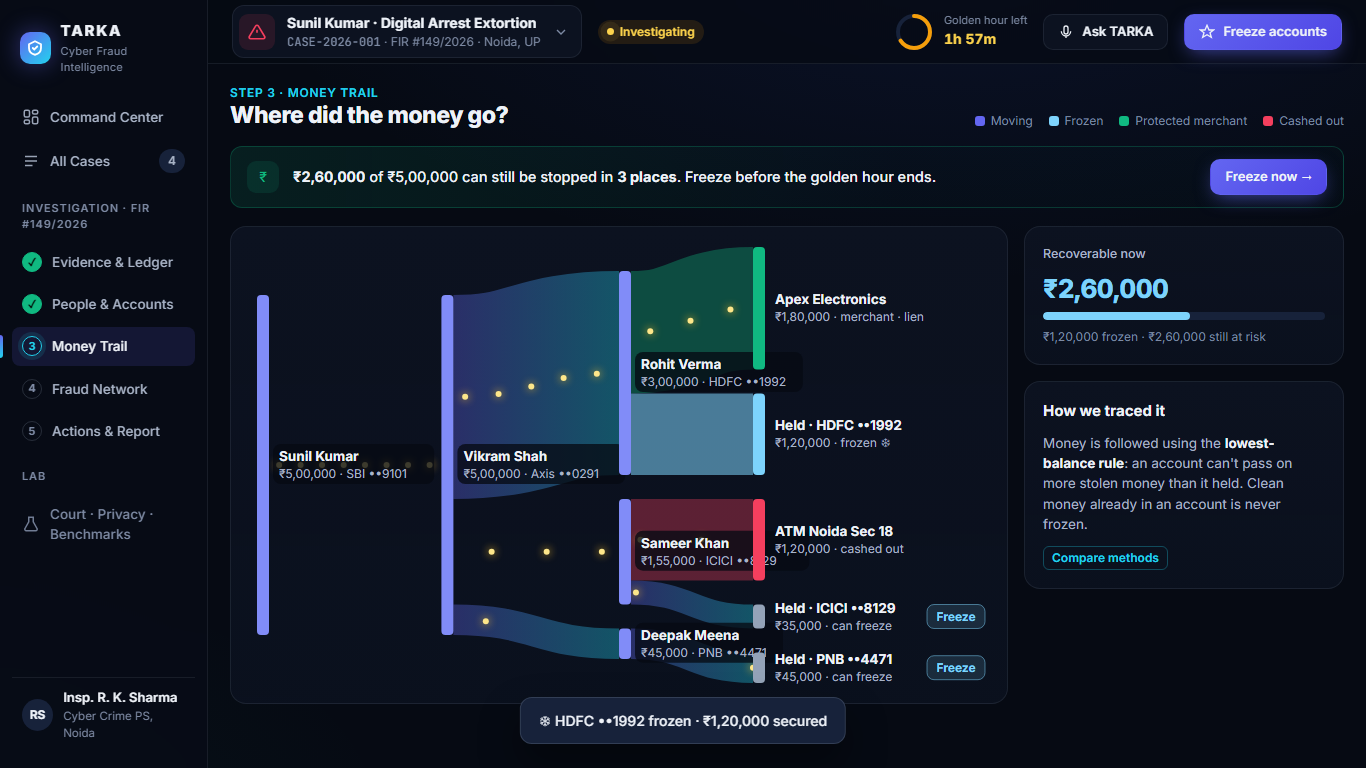 TARKA
Cyber Fraud
Intelligence
Command Center
All Cases 4
INVESTIGATION · FIR
#149/2026
✓ Evidence & Ledger
✓ People & Accounts
3 Money Trail
4 Fraud Network
5 Actions & Report
LAB
Court · Privacy ·
Benchmarks
RS
Insp. R. K. Sharma
Cyber Crime PS,
Noida
Sunil Kumar · Digital Arrest Extortion
CASE-2026-001 · FIR #149/2026 · Noida, UP
Investigating
Golden hour left
1h 57m
Ask TARKA
Freeze accounts
STEP 3 · MONEY TRAIL
Where did the money go?
Moving
Frozen
Protected merchant
Cashed out
₹ ₹2,60,000 of ₹5,00,000 can still be stopped in 3 places. Freeze before the golden hour ends.
Freeze now →
Sunil Kumar
₹5,00,000 · SBI ••9101
Vikram Shah
₹5,00,000 · Axis ••0291
Rohit Verma
₹3,00,000 · HDFC ••1992
Sameer Khan
₹1,55,000 · ICICI ••8129
Deepak Meena
₹45,000 · PNB ••4471
Apex Electronics
₹1,80,000 · merchant · lien
Held · HDFC ••1992
₹1,20,000 · frozen ❄
ATM Noida Sec 18
₹1,20,000 · cashed out
Held · ICICI ••8129
₹35,000 · can freeze
Freeze
Held · PNB ••4471
₹45,000 · can freeze
Freeze
Recoverable now
₹2,60,000
₹1,20,000 frozen · ₹2,60,000 still at risk
How we traced it
Money is followed using the lowest-
balance rule: an account can't pass on
more stolen money than it held. Clean
money already in an account is never
frozen.
Compare methods
❄ HDFC ••1992 frozen · ₹1,20,000 secured